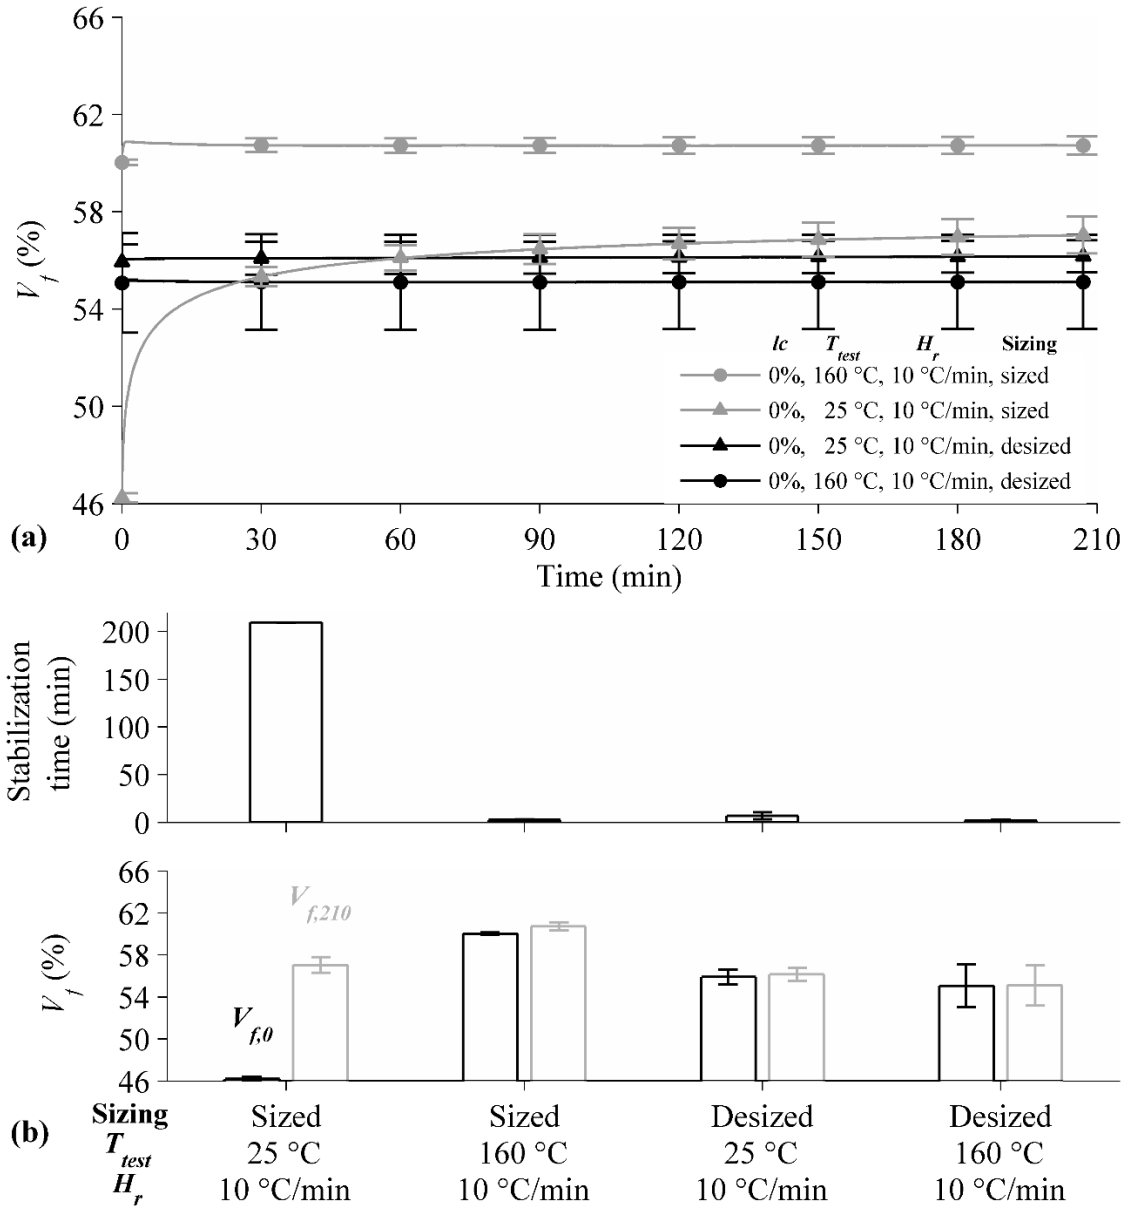 66
62
58
54
50
46
V_f (%)
0 30 60 90 120 150 180 210
Time (min)
lc T_test H_r Sizing
0%, 160 °C, 10 °C/min, sized
0%, 25 °C, 10 °C/min, sized
0%, 25 °C, 10 °C/min, desized
0%, 160 °C, 10 °C/min, desized
(a)
200
150
100
50
0
Stabilization
time (min)
66
62
58
54
50
46
V_f (%)
V_f,210
V_f,0
(b)
Sizing Sized Sized Desized Desized
T_test 25 °C 160 °C 25 °C 160 °C
H_r 10 °C/min 10 °C/min 10 °C/min 10 °C/min